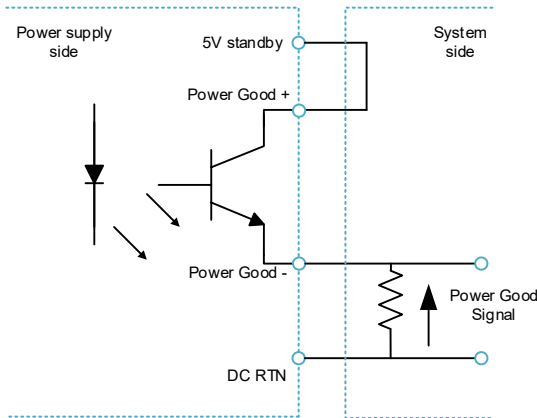 Power supply
side
System
side
5V standby
Power Good +
Power Good -
Power Good
Signal
DC RTN